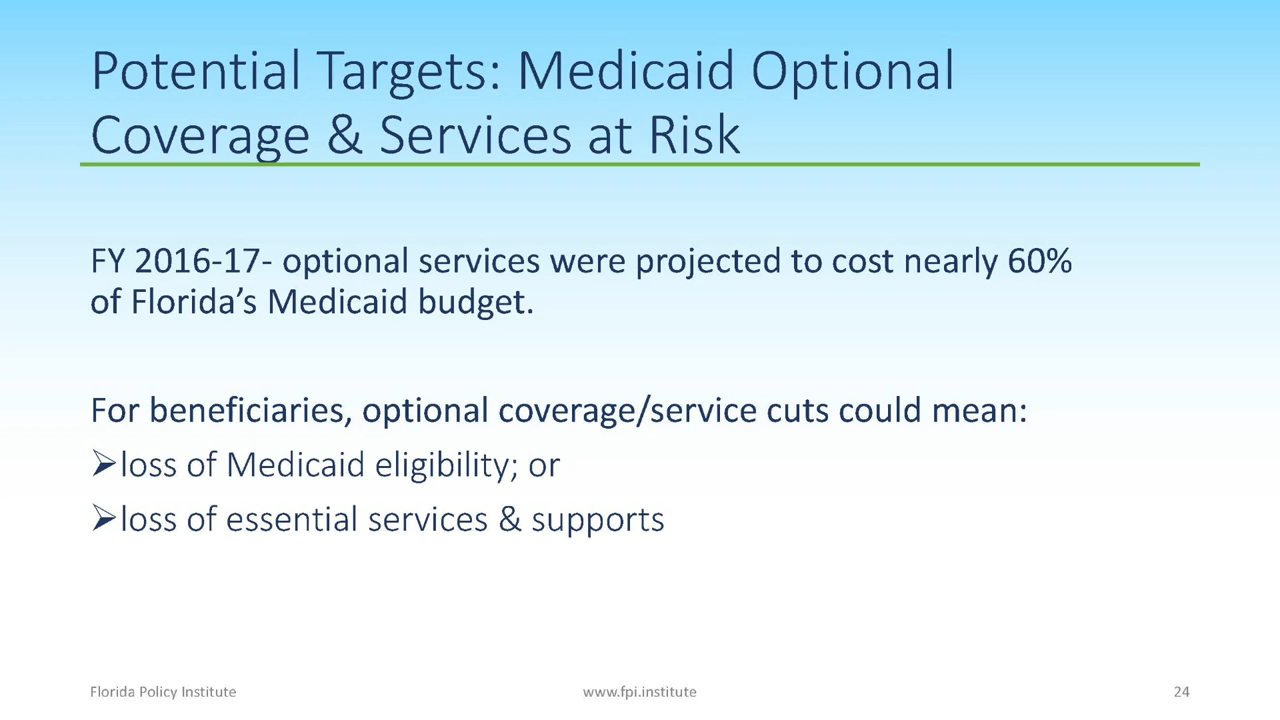 Potential Targets: Medicaid Optional
Coverage & Services at Risk
FY 2016-17- optional services were projected to cost nearly 60%
of Florida’s Medicaid budget.
For beneficiaries, optional coverage/service cuts could mean:
➢loss of Medicaid eligibility; or
➢loss of essential services & supports
Florida Policy Institute
www.fpi.institute
24